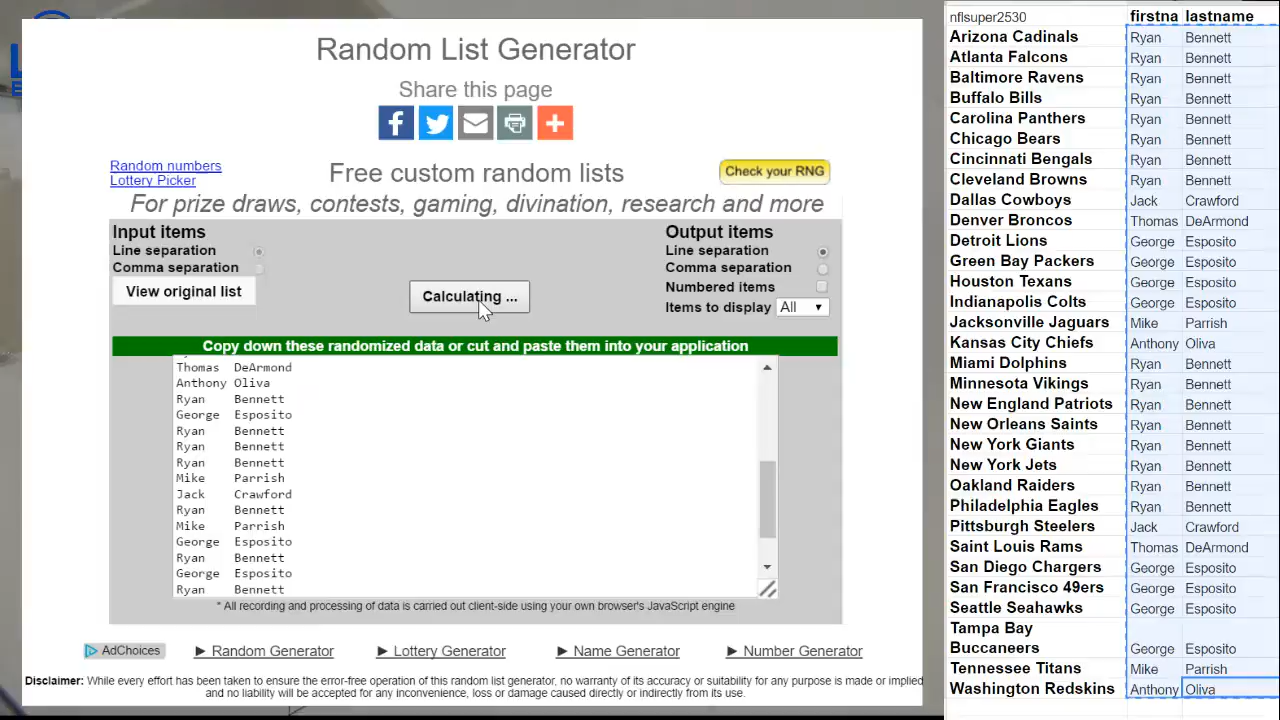 Random List Generator
Share this page
Random numbers
Lottery Picker
Free custom random lists
Check your RNG
For prize draws, contests, gaming, divination, research and more
Input items
Line separation
Comma separation
View original list
Calculating ...
Output items
Line separation
Comma separation
Numbered items
Items to display All
Copy down these randomized data or cut and paste them into your application
Thomas DeArmond
Anthony Oliva
Ryan Bennett
George Esposito
Ryan Bennett
Ryan Bennett
Ryan Bennett
Mike Parrish
Jack Crawford
Ryan Bennett
Mike Parrish
George Esposito
Ryan Bennett
George Esposito
Ryan Bennett
* All recording and processing of data is carried out client-side using your own browser's JavaScript engine
AdChoices
► Random Generator
► Lottery Generator
► Name Generator
► Number Generator
Disclaimer: While every effort has been taken to ensure the error-free operation of this random list generator, no warranty of its accuracy or suitability for any purpose is made or implied
and no liability will be accepted for any inconvenience, loss or damage caused directly or indirectly from its use.
nflsuper2530 firstna lastname
Arizona Cadinals Ryan Bennett
Atlanta Falcons Ryan Bennett
Baltimore Ravens Ryan Bennett
Buffalo Bills Ryan Bennett
Carolina Panthers Ryan Bennett
Chicago Bears Ryan Bennett
Cincinnati Bengals Ryan Bennett
Cleveland Browns Ryan Bennett
Dallas Cowboys Jack Crawford
Denver Broncos Thomas DeArmond
Detroit Lions George Esposito
Green Bay Packers George Esposito
Houston Texans George Esposito
Indianapolis Colts George Esposito
Jacksonville Jaguars Mike Parrish
Kansas City Chiefs Anthony Oliva
Miami Dolphins Ryan Bennett
Minnesota Vikings Ryan Bennett
New England Patriots Ryan Bennett
New Orleans Saints Ryan Bennett
New York Giants Ryan Bennett
New York Jets Ryan Bennett
Oakland Raiders Ryan Bennett
Philadelphia Eagles Ryan Bennett
Pittsburgh Steelers Jack Crawford
Saint Louis Rams Thomas DeArmond
San Diego Chargers George Esposito
San Francisco 49ers George Esposito
Seattle Seahawks George Esposito
Tampa Bay
Buccaneers George Esposito
Tennessee Titans Mike Parrish
Washington Redskins Anthony Oliva